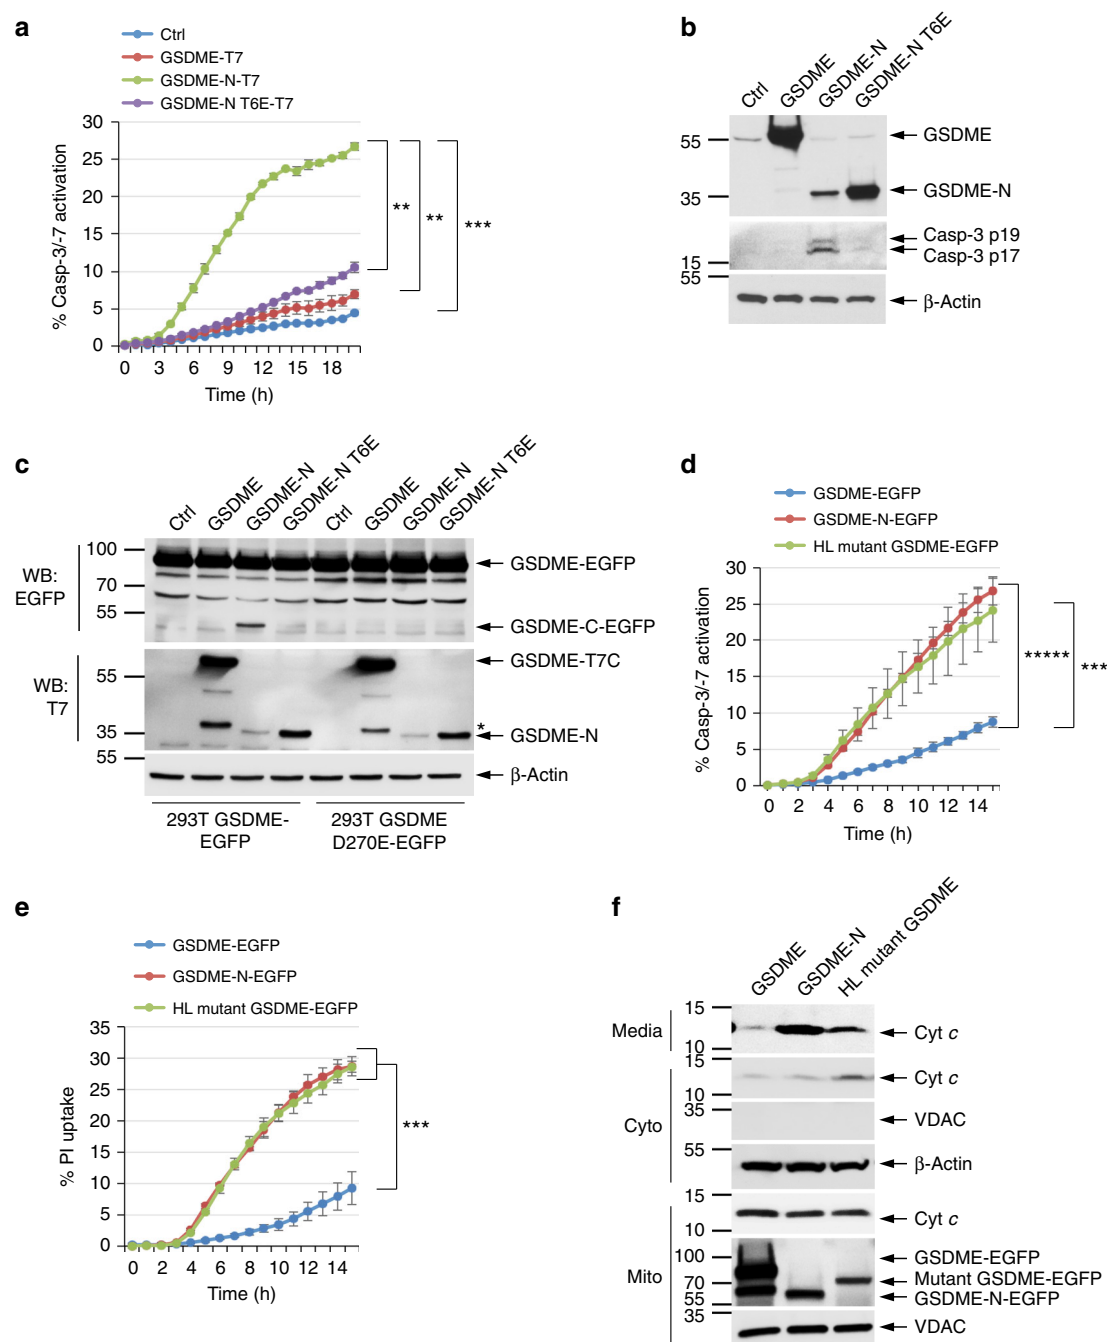 a
Ctrl
GSDME-T7
GSDME-N-T7
GSDME-N T6E-T7
30
25
20
15
10
5
0
% Casp-3/-7 activation
0 3 6 9 12 15 18
Time (h)
**
**
***
b
Ctrl
GSDME
GSDME-N
GSDME-N T6E
55
35
15
55
GSDME
GSDME-N
Casp-3 p19
Casp-3 p17
β-Actin
c
Ctrl
GSDME
GSDME-N
GSDME-N T6E
Ctrl
GSDME
GSDME-N
GSDME-N T6E
WB:
EGFP
100
70
55
GSDME-EGFP
GSDME-C-EGFP
WB:
T7
55
35
55
GSDME-T7C
*
GSDME-N
β-Actin
293T GSDME-
EGFP
293T GSDME
D270E-EGFP
d
GSDME-EGFP
GSDME-N-EGFP
HL mutant GSDME-EGFP
30
25
20
15
10
5
0
% Casp-3/-7 activation
0 2 4 6 8 10 12 14
Time (h)
*****
***
e
GSDME-EGFP
GSDME-N-EGFP
HL mutant GSDME-EGFP
35
30
25
20
15
10
5
0
% PI uptake
0 2 4 6 8 10 12 14
Time (h)
***
f
GSDME
GSDME-N
HL mutant GSDME
Media
15
10
Cyt c
Cyto
15
10
Cyt c
35
VDAC
55
β-Actin
Mito
15
10
Cyt c
100
70
55
35
GSDME-EGFP
Mutant GSDME-EGFP
GSDME-N-EGFP
VDAC